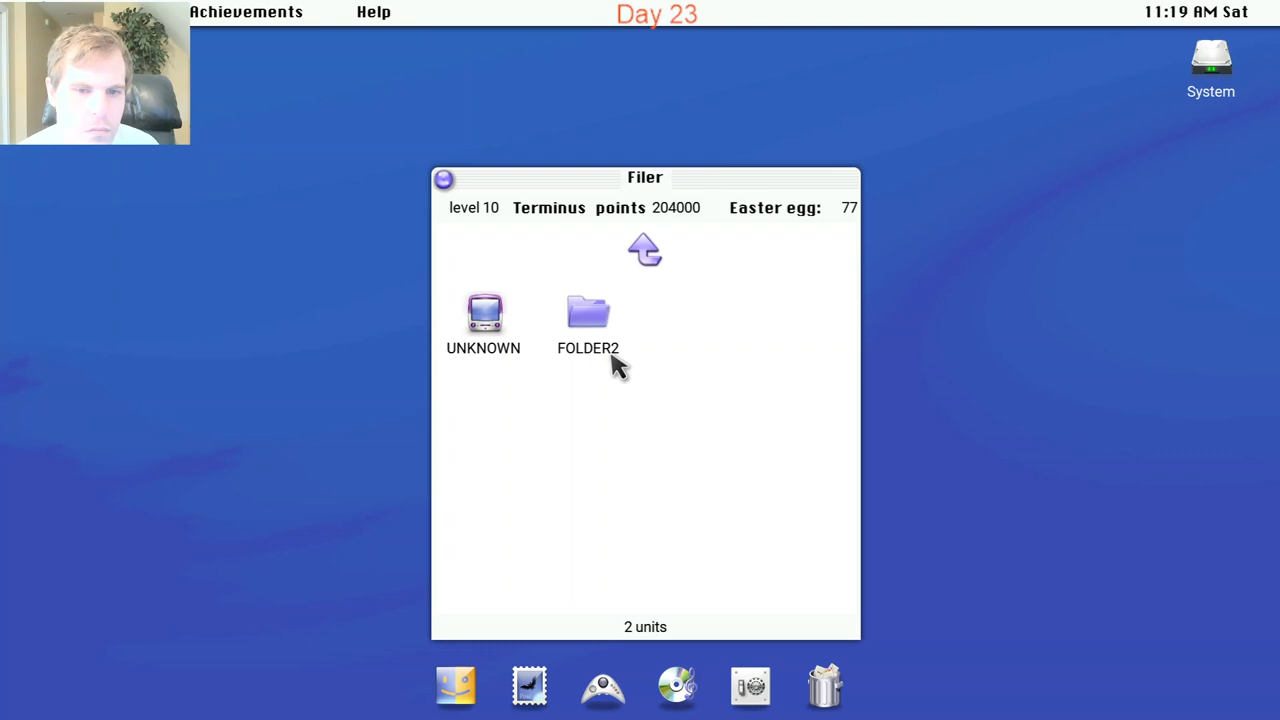 Achievements Help Day 23 11:19 AM Sat
System
Filer
level 10 Terminus points 204000 Easter egg: 77
UNKNOWN FOLDER2
2 units